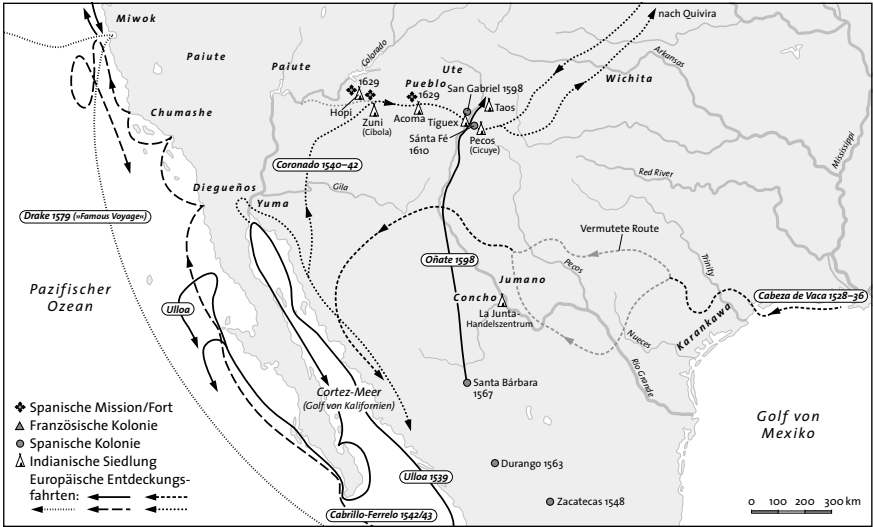 nach Quivira
Miwok
Paiute
Paiute
Colorado
Ute
Arkansas
Wichita
1629
Pueblo
1629
San Gabriel 1598
Hopi
Zuni
(Cibola)
Acoma
Tiguex
Taos
Chumashe
Sánta Fé
1610
Pecos
(Cicuye)
Mississippi
Coronado 1540–42
Red River
Diegueños
Gila
Yuma
Drake 1579 (»Famous Voyage«)
Vermutete Route
Oñate 1598
Pecos
Trinity
Jumano
Pazifischer
Ozean
Ulloa
Concho
La Junta-
Handelszentrum
Cabeza de Vaca 1528–36
Karankawa
Nueces
Rio Grande
Santa Bárbara
1567
Cortez-Meer
(Golf von Kalifornien)
Golf von
Mexiko
Spanische Mission/Fort
Französische Kolonie
Spanische Kolonie
Indianische Siedlung
Europäische Entdeckungs-
fahrten:
Ulloa 1539
Durango 1563
Cabrillo-Ferrelo 1542/43
Zacatecas 1548
0 100 200 300 km